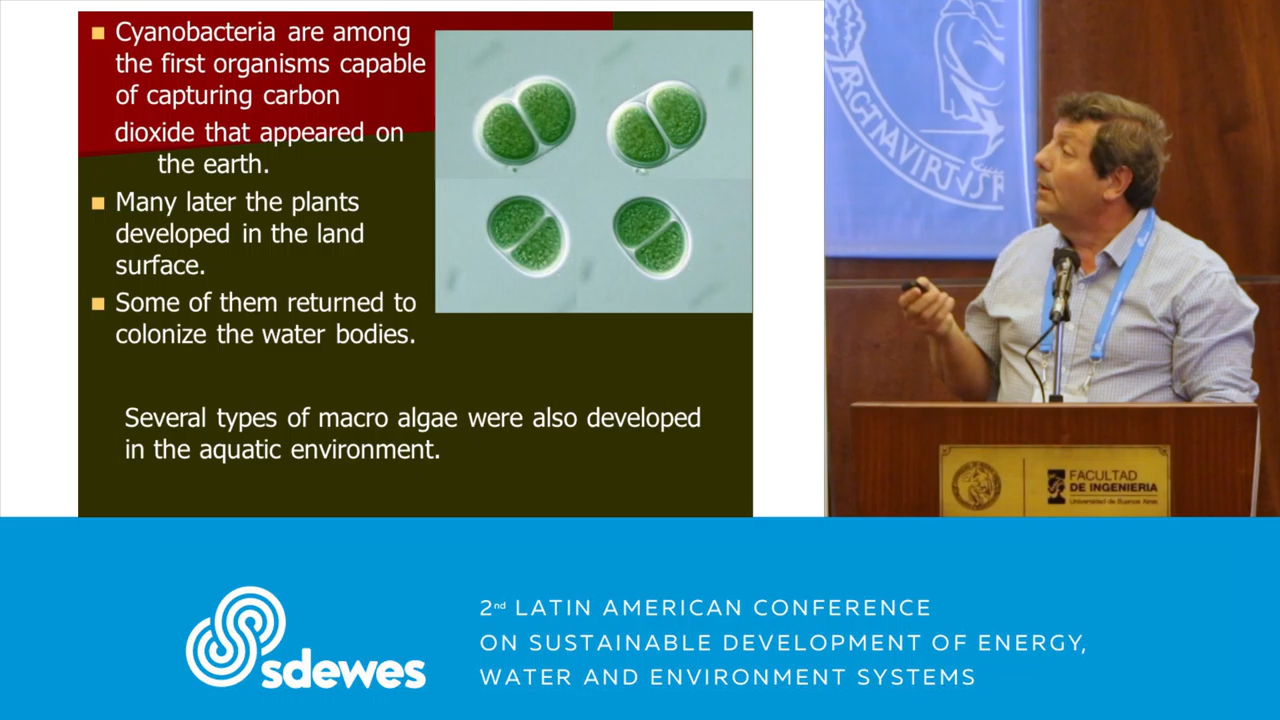 Cyanobacteria are among
the first organisms capable
of capturing carbon
dioxide that appeared on
the earth.
Many later the plants
developed in the land
surface.
Some of them returned to
colonize the water bodies.
Several types of macro algae were also developed
in the aquatic environment.
FACULTAD
DE INGENIERIA
Universidad de Buenos Aires
sdewes
2nd LATIN AMERICAN CONFERENCE
ON SUSTAINABLE DEVELOPMENT OF ENERGY,
WATER AND ENVIRONMENT SYSTEMS